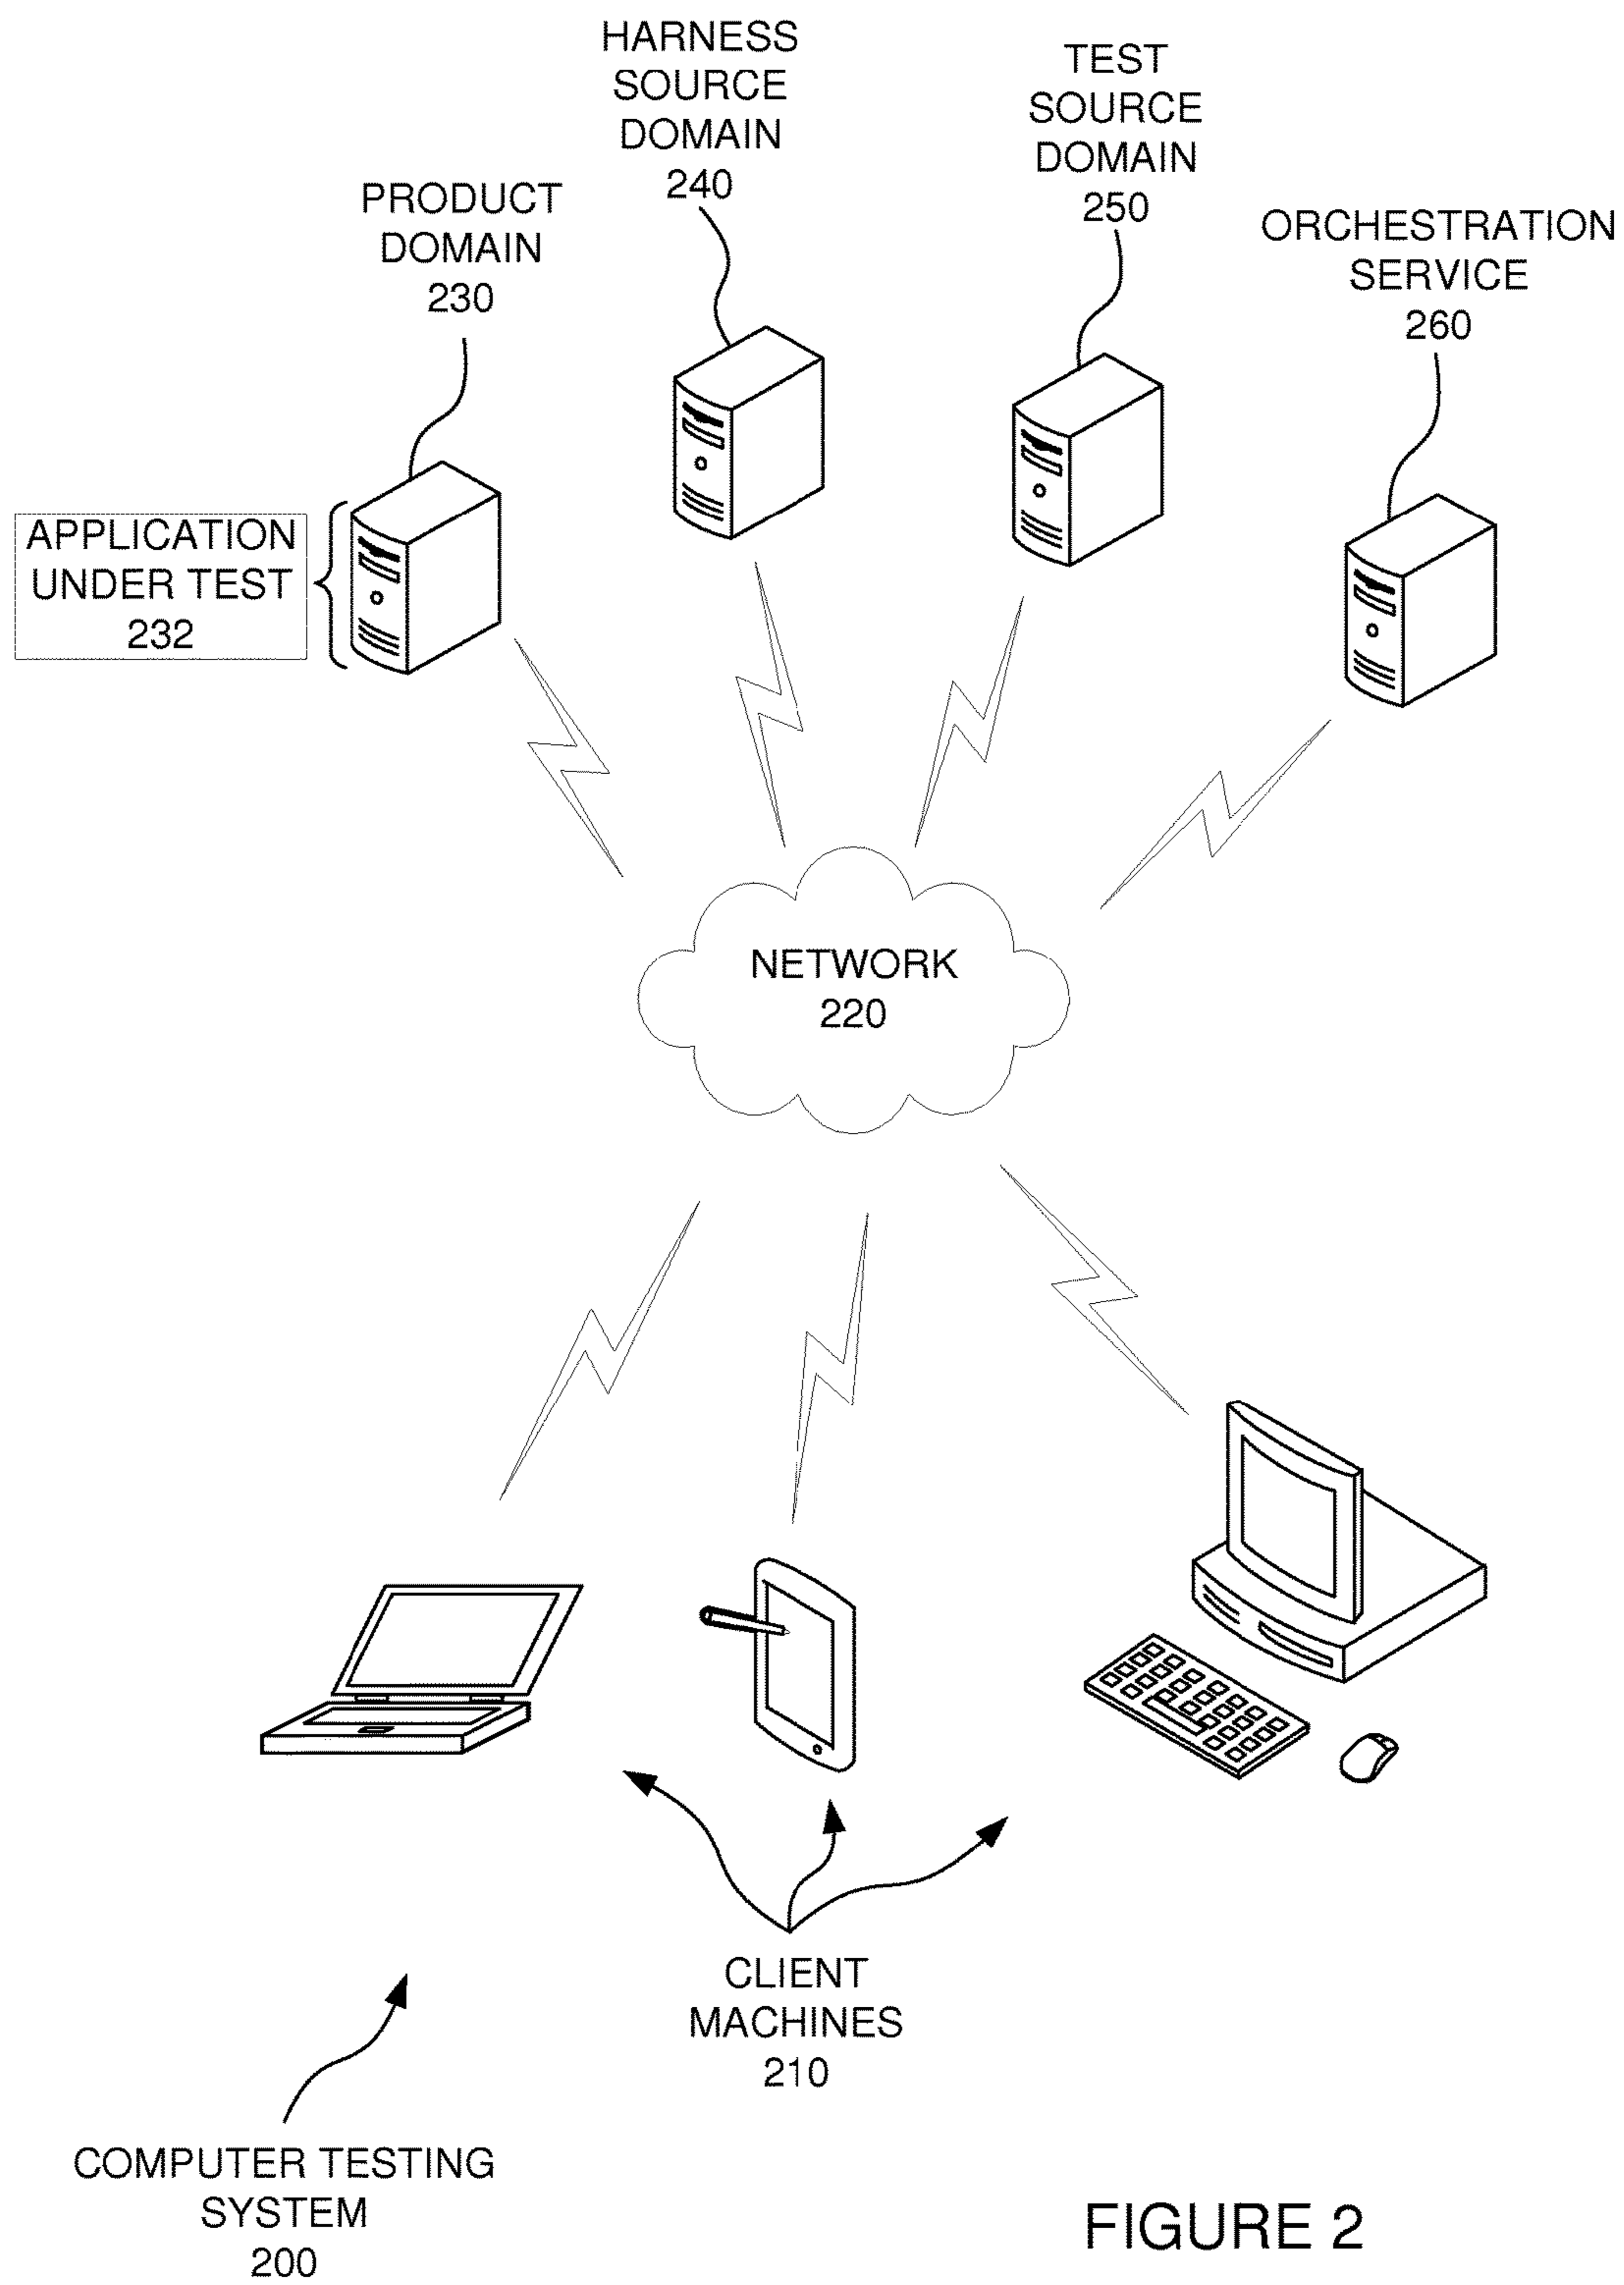 HARNESS
SOURCE
DOMAIN
240
TEST
SOURCE
DOMAIN
250
PRODUCT
DOMAIN
230
ORCHESTRATION
SERVICE
260
APPLICATION
UNDER TEST
232
NETWORK
220
CLIENT
MACHINES
210
COMPUTER TESTING
SYSTEM
200
FIGURE 2